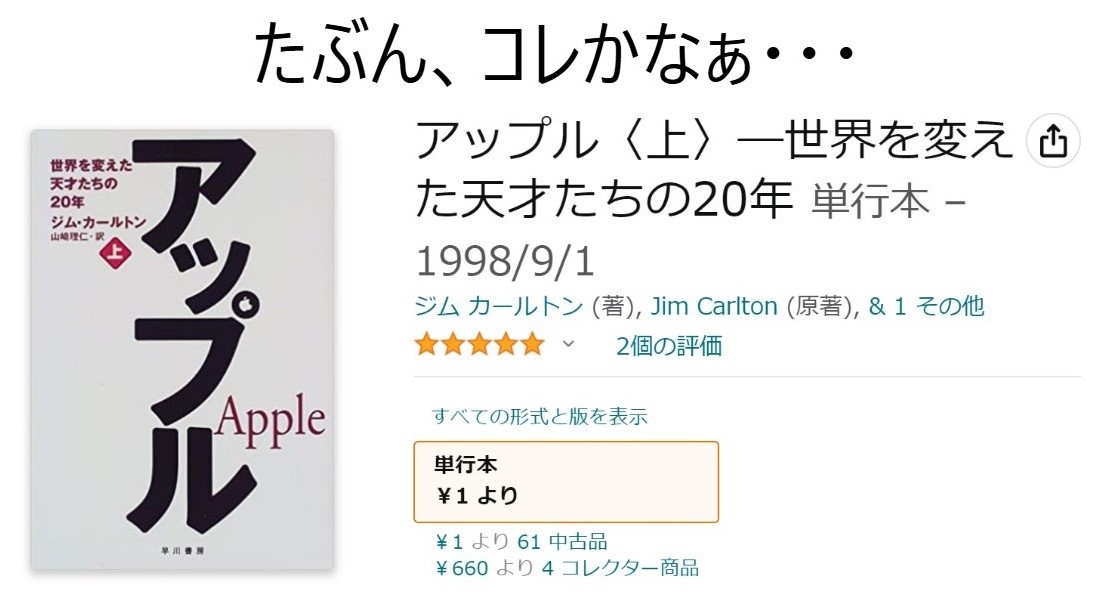 たぶん、コレかなぁ・・・
世界を変えた
天才たちの
20年
ジム・カールトン
山崎理仁・訳
上
アップル
Apple
早川書房
アップル〈上〉―世界を変え
た天才たちの20年 単行本 –
1998/9/1
ジム カールトン (著), Jim Carlton (原著), & 1 その他
2個の評価
すべての形式と版を表示
単行本
¥1 より
¥1 より 61 中古品
¥660 より 4 コレクター商品